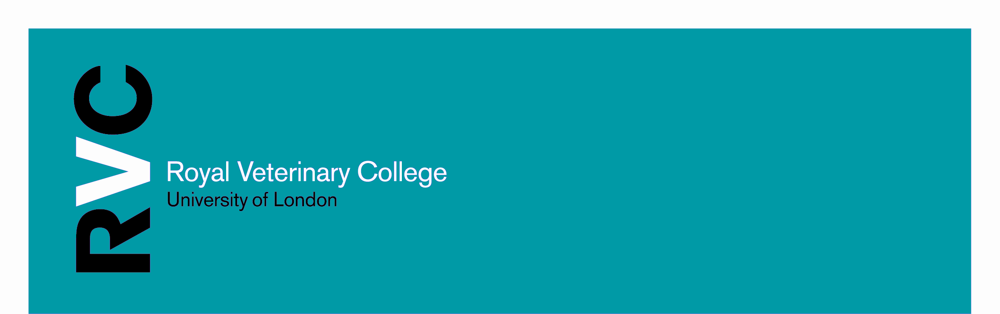 RVC
Royal Veterinary College
University of London